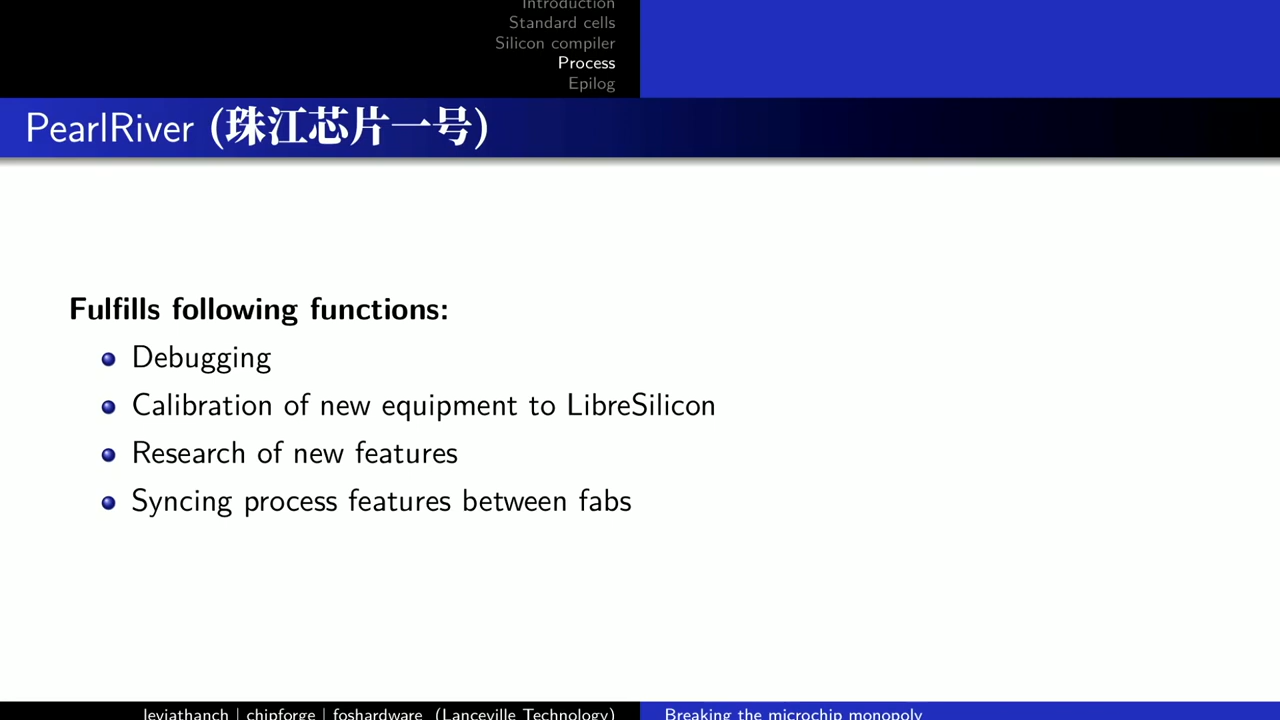 Introduction
Standard cells
Silicon compiler
Process
Epilog
PearlRiver (珠江芯片一号)
Fulfills following functions:
Debugging
Calibration of new equipment to LibreSilicon
Research of new features
Syncing process features between fabs
leviathanch | chipforge | foshardware (Lanceville Technology)
Breaking the microchip monopoly